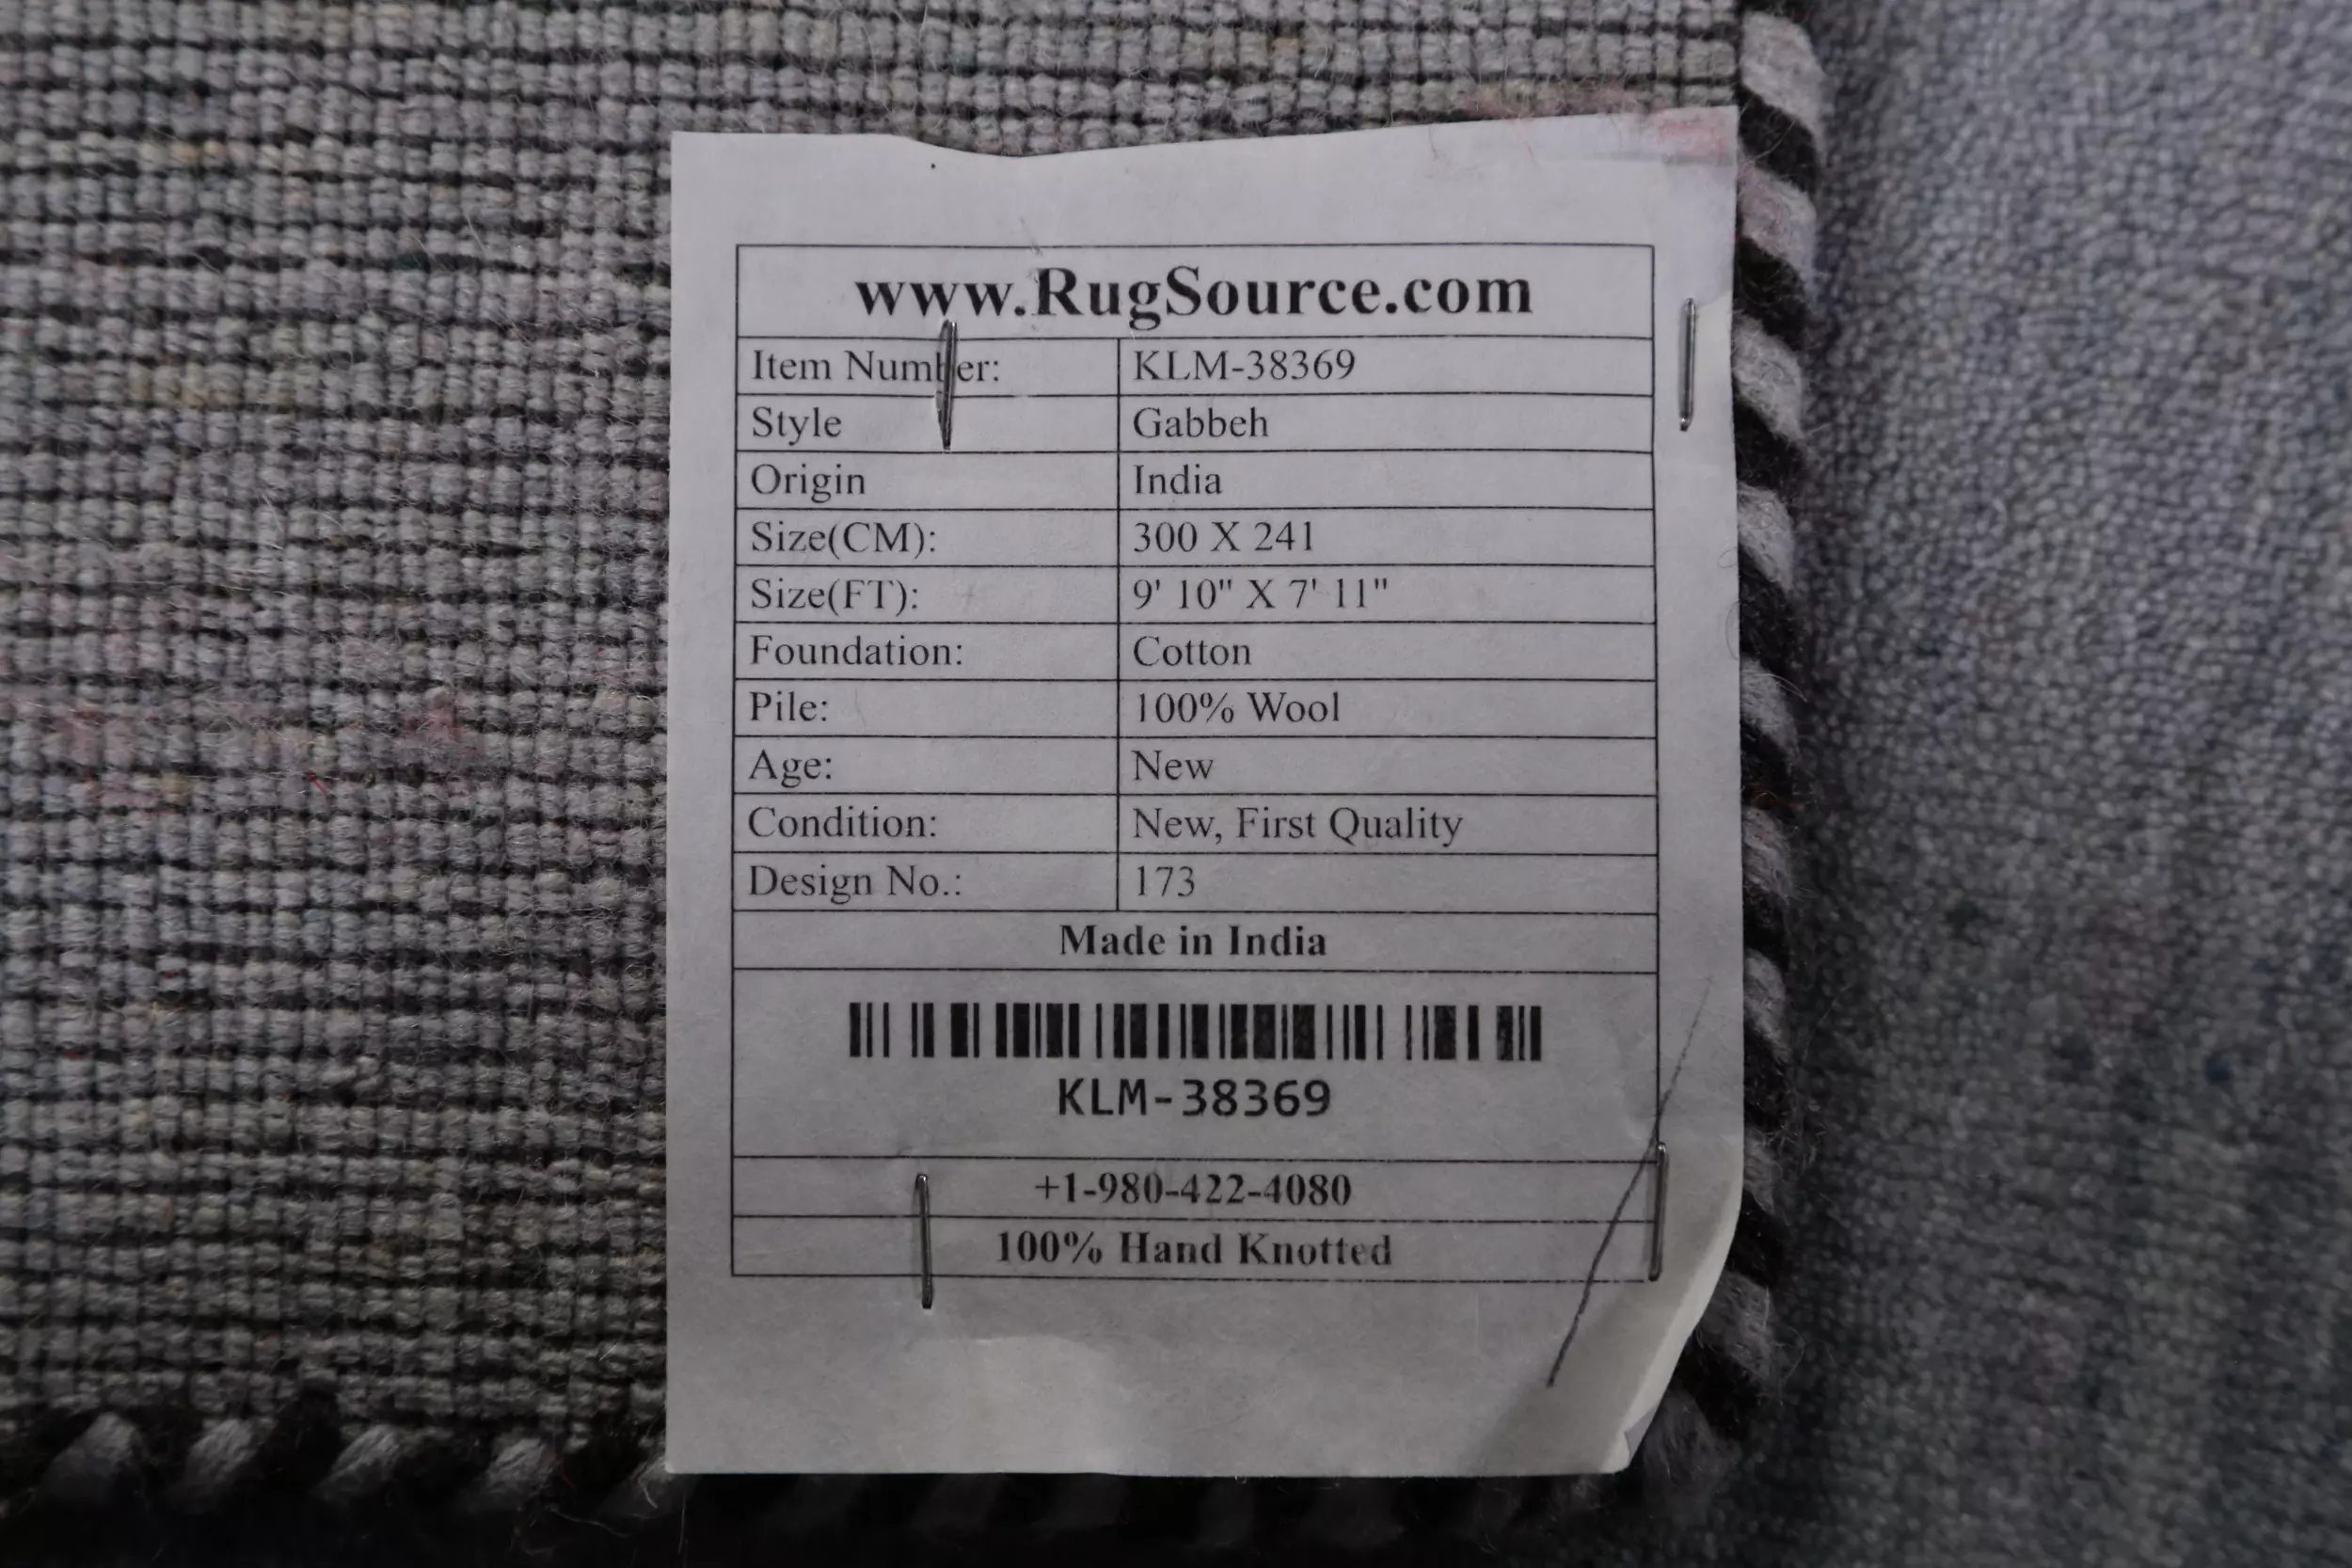 www.RugSource.com
Item Number: KLM-38369
Style Gabbeh
Origin India
Size(CM): 300 X 241
Size(FT): 9' 10" X 7' 11"
Foundation: Cotton
Pile: 100% Wool
Age: New
Condition: New, First Quality
Design No.: 173
Made in India
KLM-38369
+1-980-422-4080
100% Hand Knotted